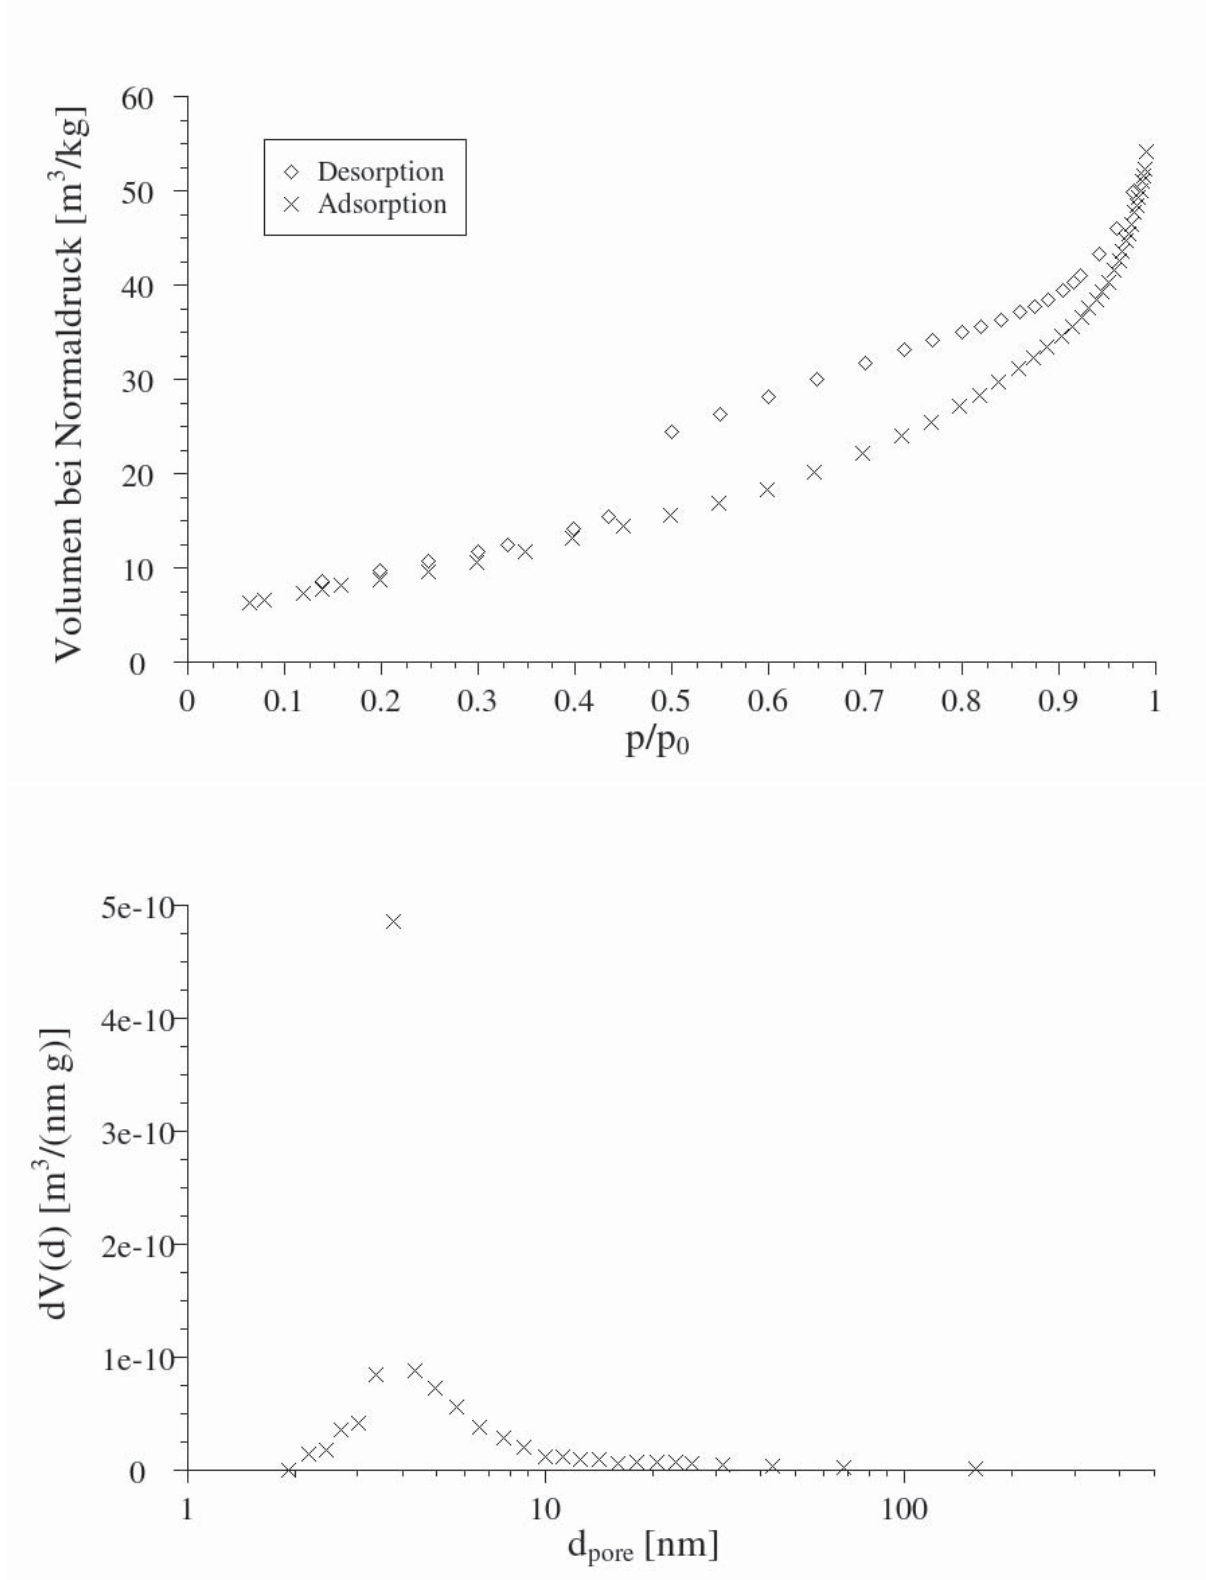 60
50
40
30
20
10
0
Volumen bei Normaldruck [m³/kg]
Desorption
Adsorption
0 0.1 0.2 0.3 0.4 0.5 0.6 0.7 0.8 0.9 1
p/p₀
5e-10
4e-10
3e-10
2e-10
1e-10
0
dV(d) [m³/(nm g)]
1 10 100
dpore [nm]